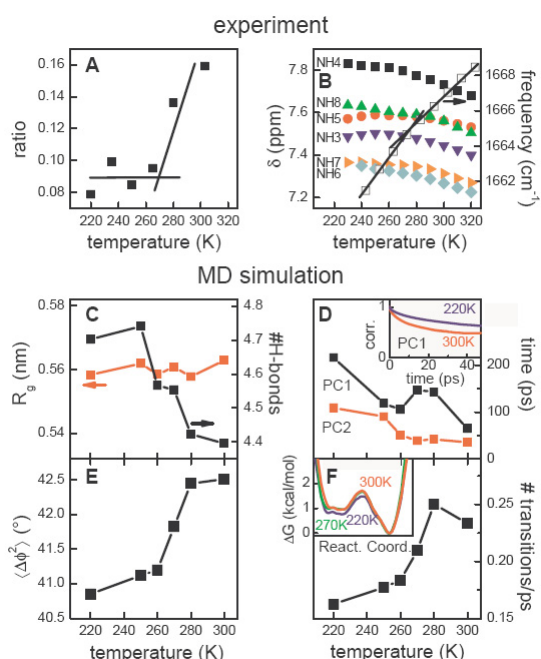 experiment
A
0.16
0.14
0.12
0.10
0.08
ratio
220 240 260 280 300 320
temperature (K)
B
7.8
7.6
7.4
7.2
δ (ppm)
NH4
NH8
NH5
NH3
NH7
NH6
1668
1666
1664
1662
frequency (cm⁻¹)
220 240 260 280 300 320
temperature (K)
MD simulation
C
0.58
0.56
0.54
Rg (nm)
4.8
4.7
4.6
4.5
4.4
#H-bonds
D
1
0
corr.
220K
300K
PC1
0 20 40
time (ps)
PC1
PC2
200
100
0
time (ps)
E
42.5
42.0
41.5
41.0
40.5
⟨Δϕ²⟩ (°)
220 240 260 280 300
temperature (K)
F
2
1
0
ΔG (kcal/mol)
300K
270K
220K
React. Coord.
0.25
0.20
0.15
# transitions/ps
220 240 260 280 300
temperature (K)